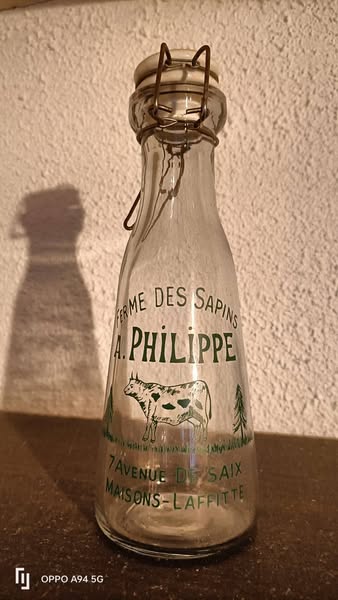 FERME DES SAPINS
A. PHILIPPE
7 AVENUE DE SAIX
MAISONS-LAFFITTE
OPPO A94 5G